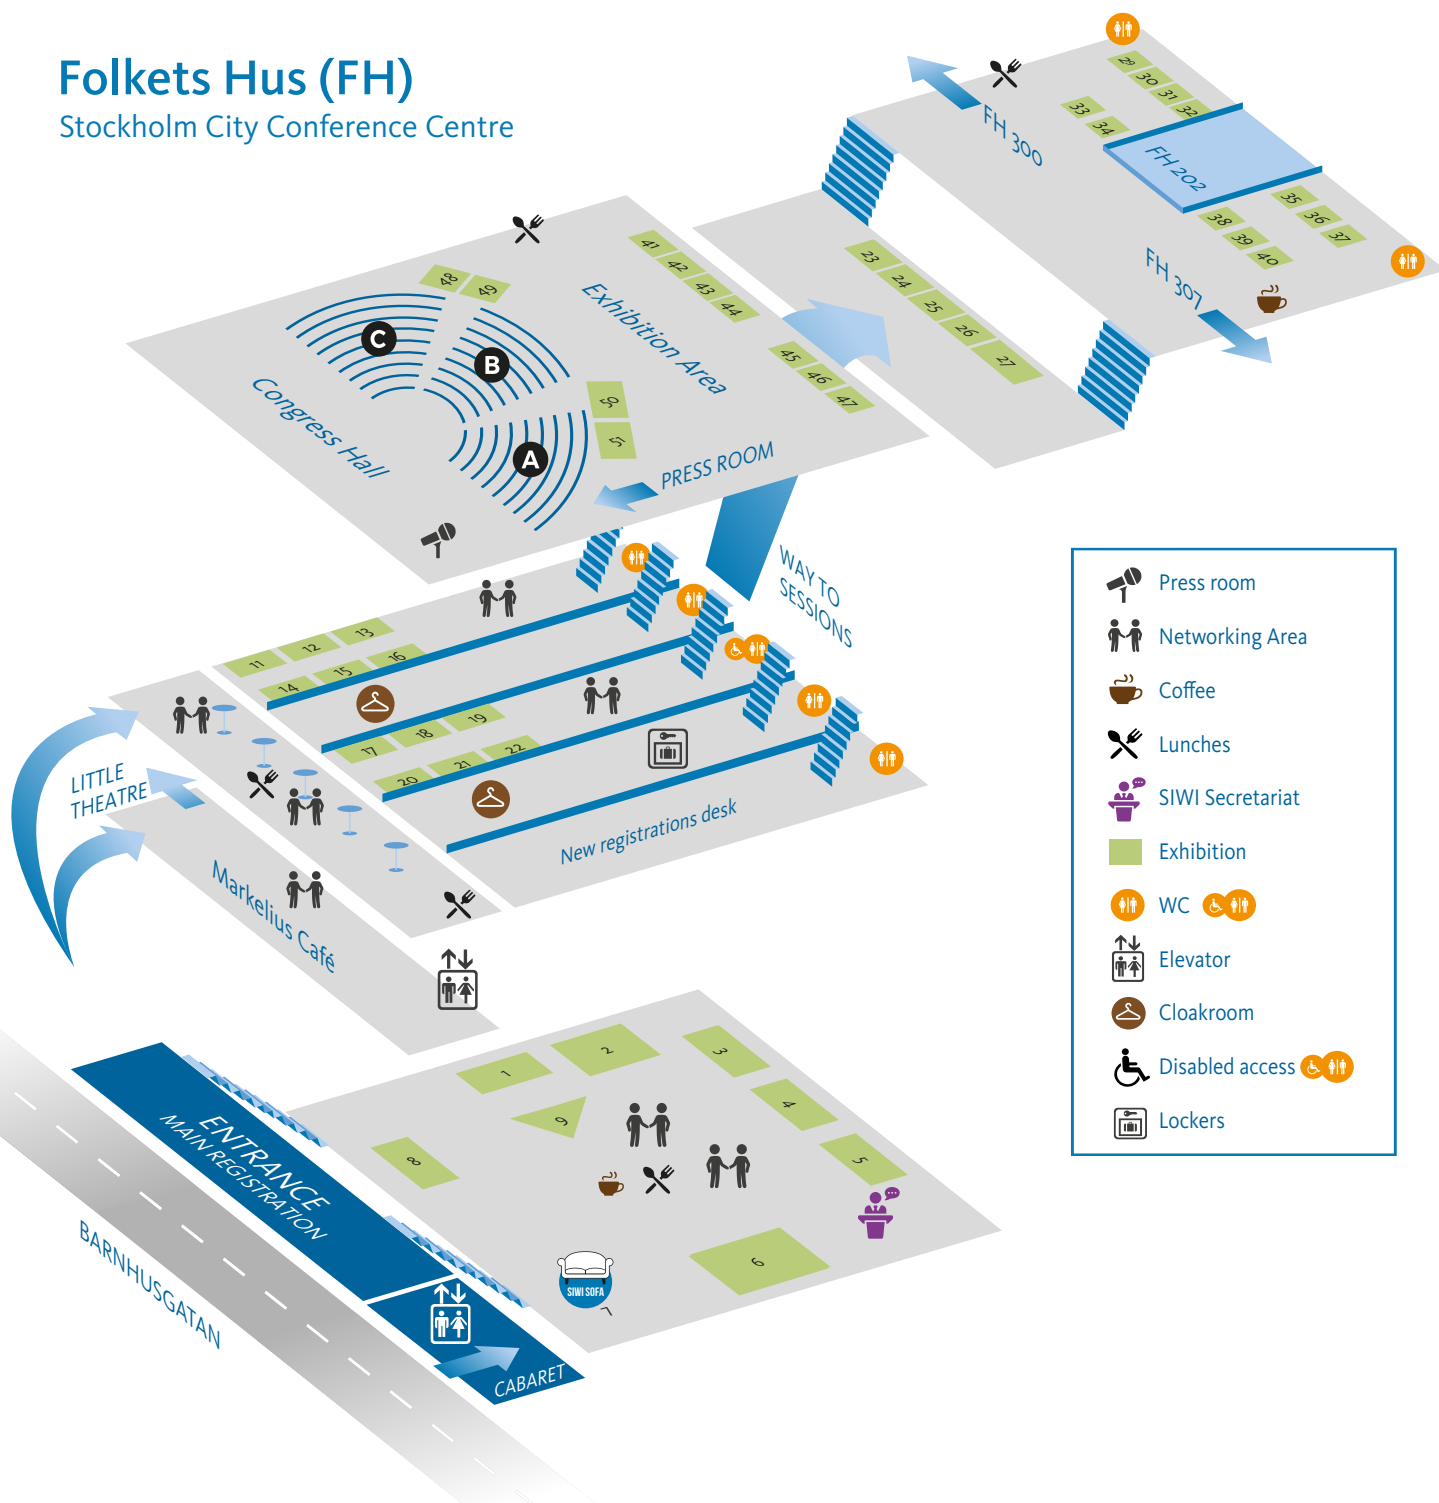 Folkets Hus (FH)
Stockholm City Conference Centre
29
30
31
32
33
34
FH 300
FH 202
35
36
37
38
39
40
FH 307
23
24
25
26
27
41
42
43
44
45
46
47
48
49
50
51
Exhibition Area
C
B
A
Congress Hall
PRESS ROOM
WAY TO
SESSIONS
11
12
13
14
15
16
17
18
19
20
21
22
New registrations desk
LITTLE
THEATRE
Markelius Café
1
2
3
4
5
6
7
8
9
SIWI SOFA
ENTRANCE
MAIN REGISTRATION
CABARET
BARNHUSGATAN
Press room
Networking Area
Coffee
Lunches
SIWI Secretariat
Exhibition
WC
Elevator
Cloakroom
Disabled access
Lockers